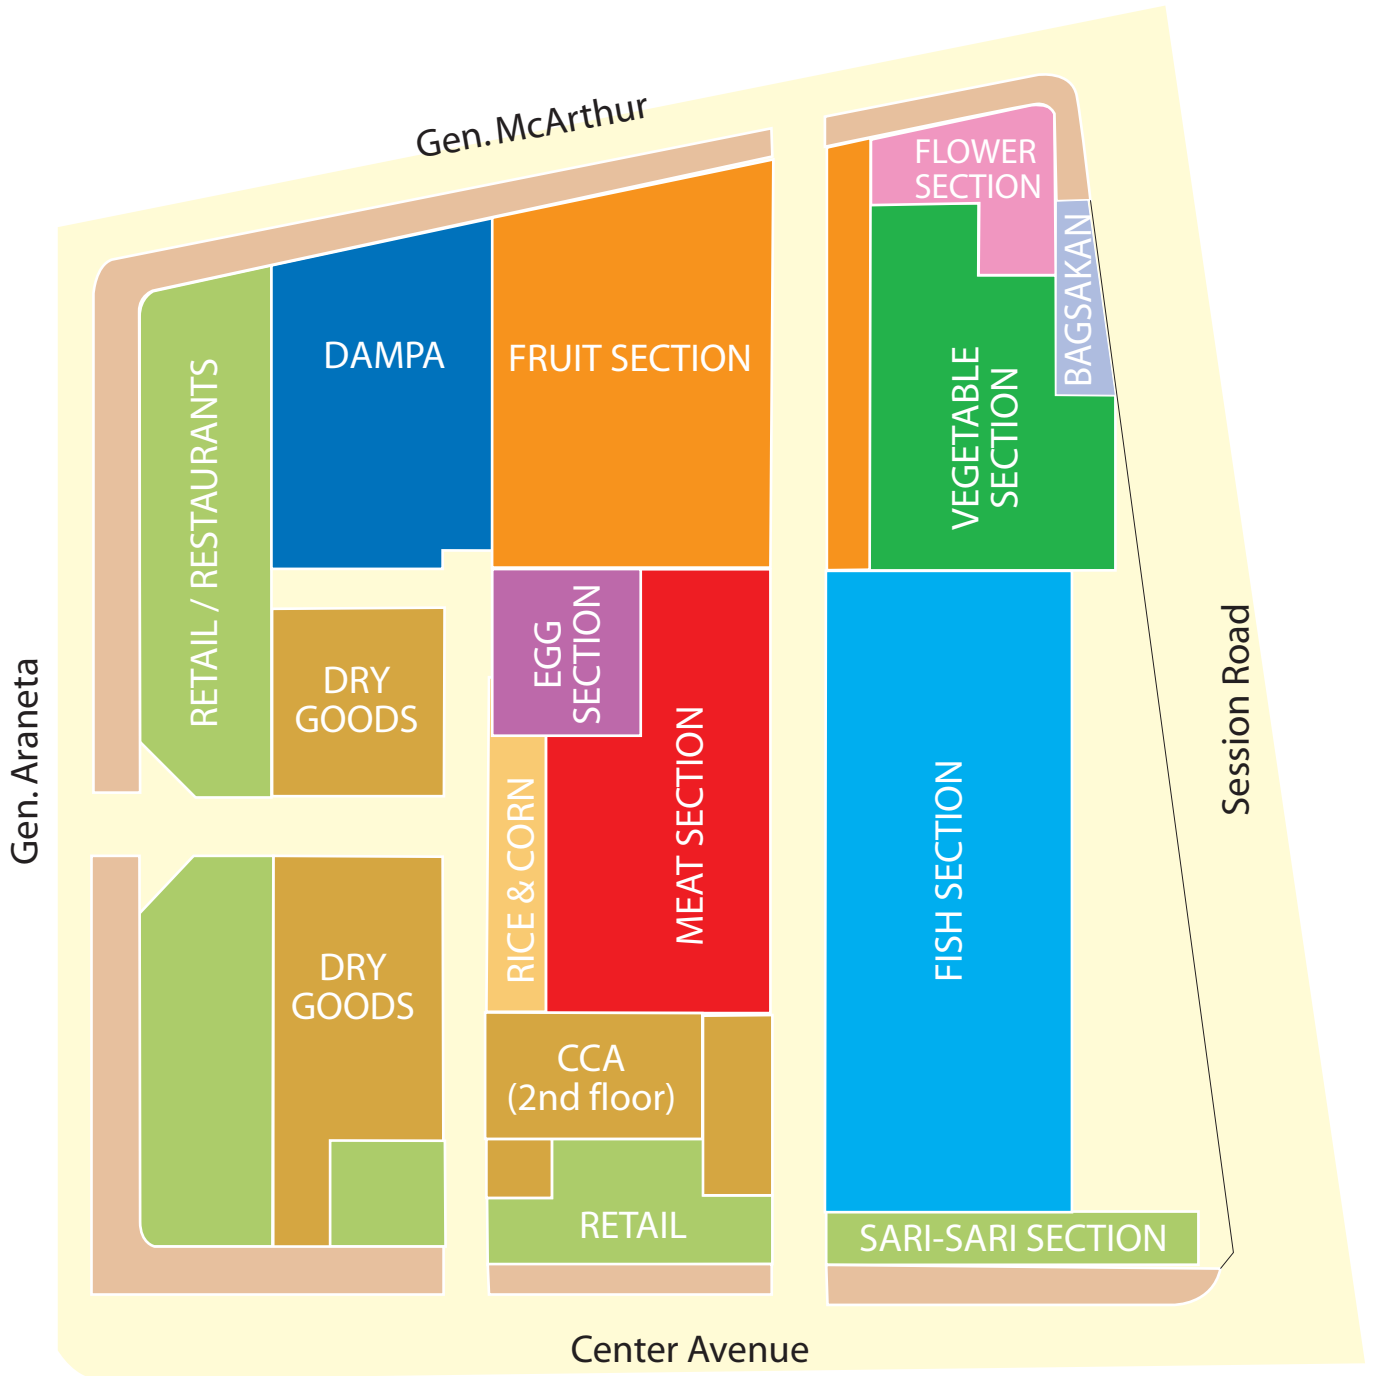 Gen. McArthur
FLOWER
SECTION
BAGSAKAN
DAMPA
FRUIT SECTION
VEGETABLE
SECTION
RETAIL / RESTAURANTS
EGG
SECTION
DRY
GOODS
Gen. Araneta
Session Road
MEAT SECTION
RICE & CORN
FISH SECTION
DRY
GOODS
CCA
(2nd floor)
RETAIL
SARI-SARI SECTION
Center Avenue